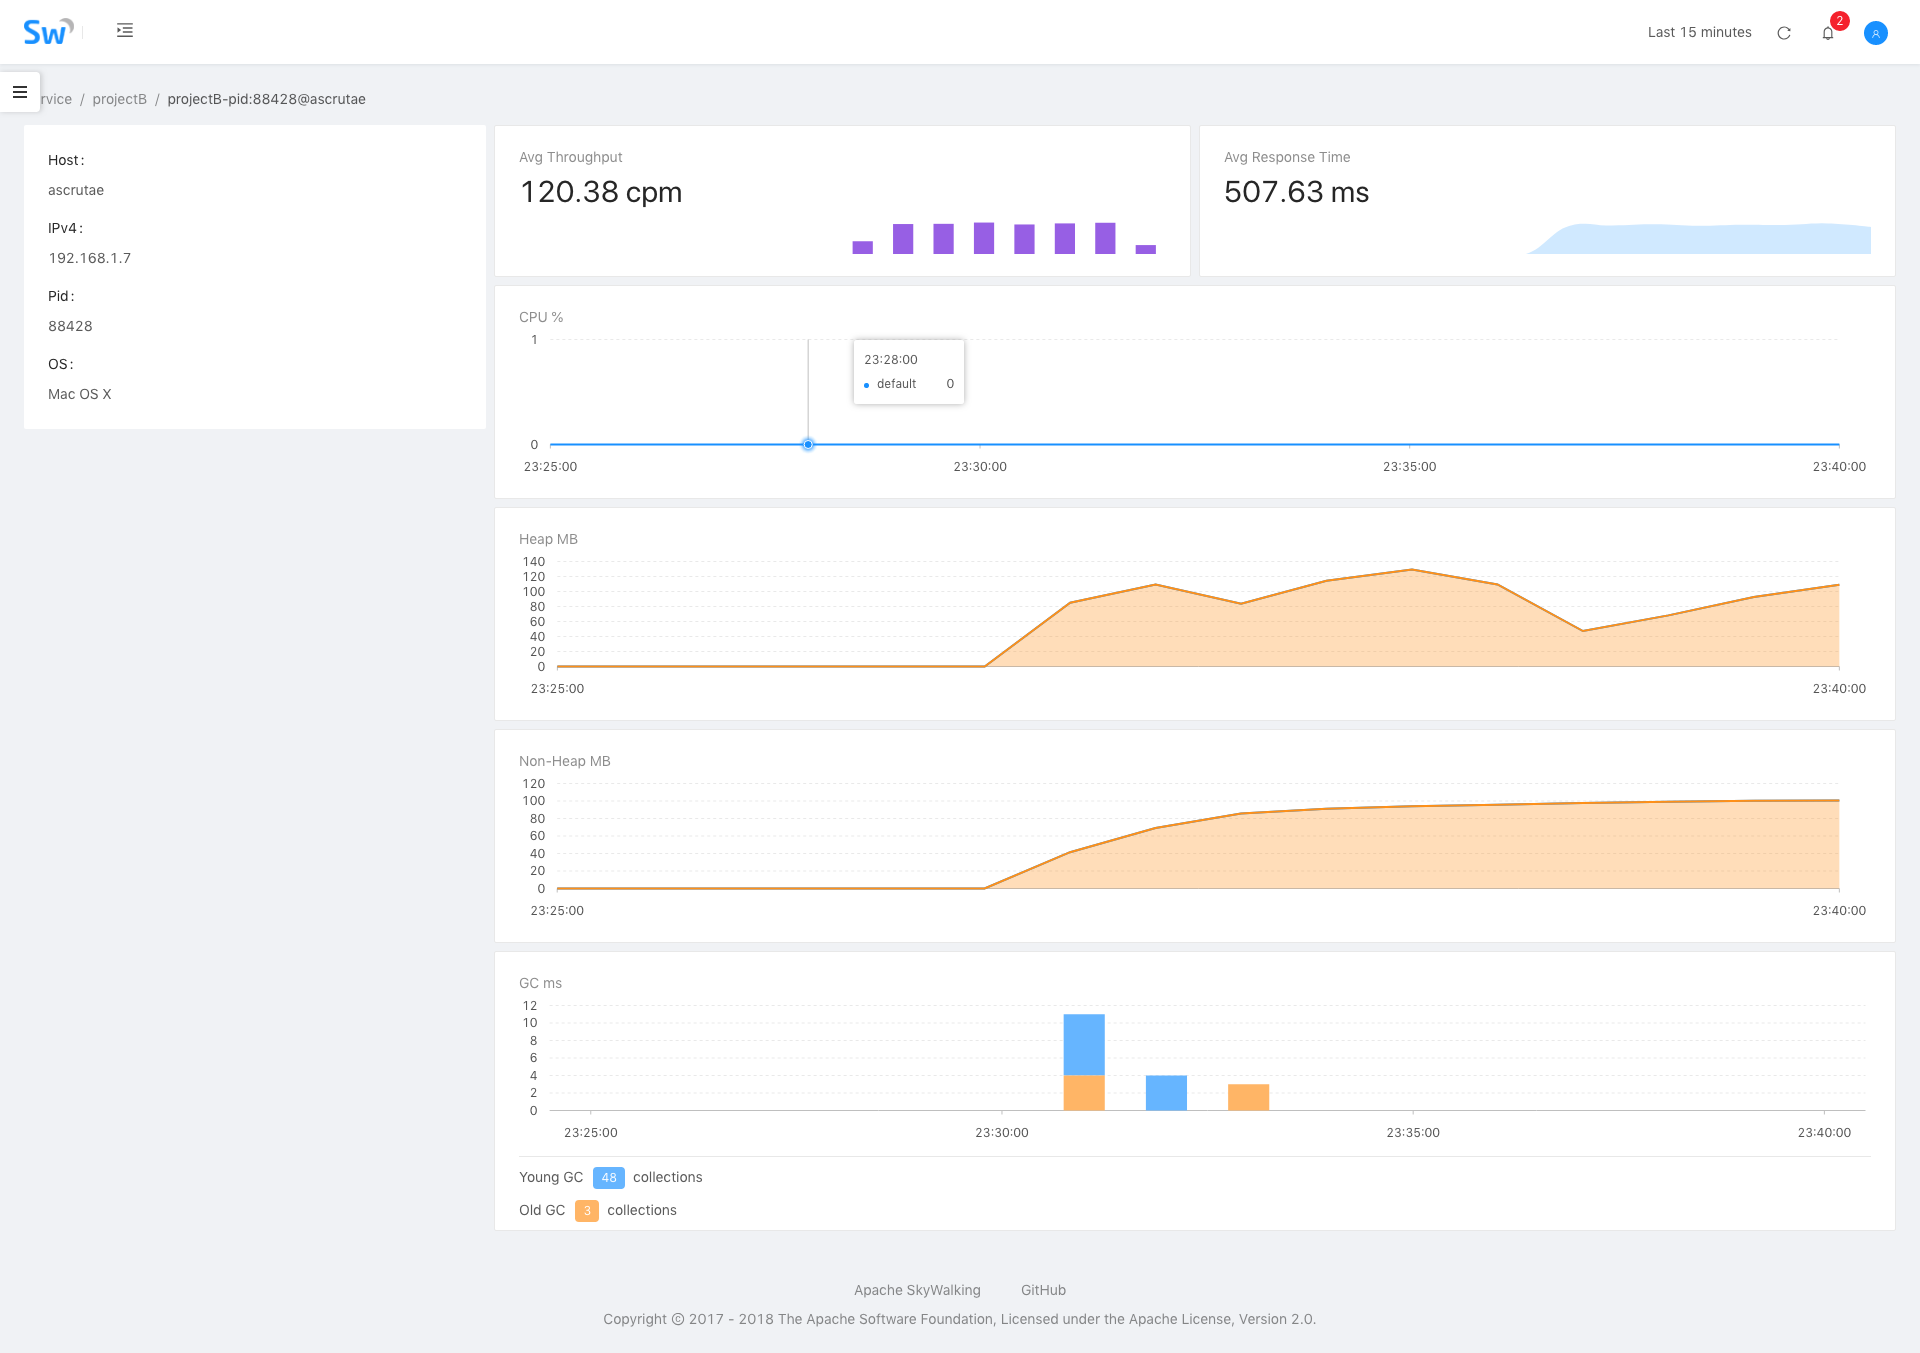 Sw
Last 15 minutes
2
rvice / projectB / projectB-pid:88428@ascrutae
Host :
ascrutae
IPv4 :
192.168.1.7
Pid :
88428
OS :
Mac OS X
Avg Throughput
120.38 cpm
Avg Response Time
507.63 ms
CPU %
1
0
23:28:00
default 0
23:25:00 23:30:00 23:35:00 23:40:00
Heap MB
140
120
100
80
60
40
20
0
23:25:00 23:40:00
Non-Heap MB
120
100
80
60
40
20
0
23:25:00 23:40:00
GC ms
12
10
8
6
4
2
0
23:25:00 23:30:00 23:35:00 23:40:00
Young GC 48 collections
Old GC 3 collections
Apache SkyWalking GitHub
Copyright © 2017 - 2018 The Apache Software Foundation, Licensed under the Apache License, Version 2.0.